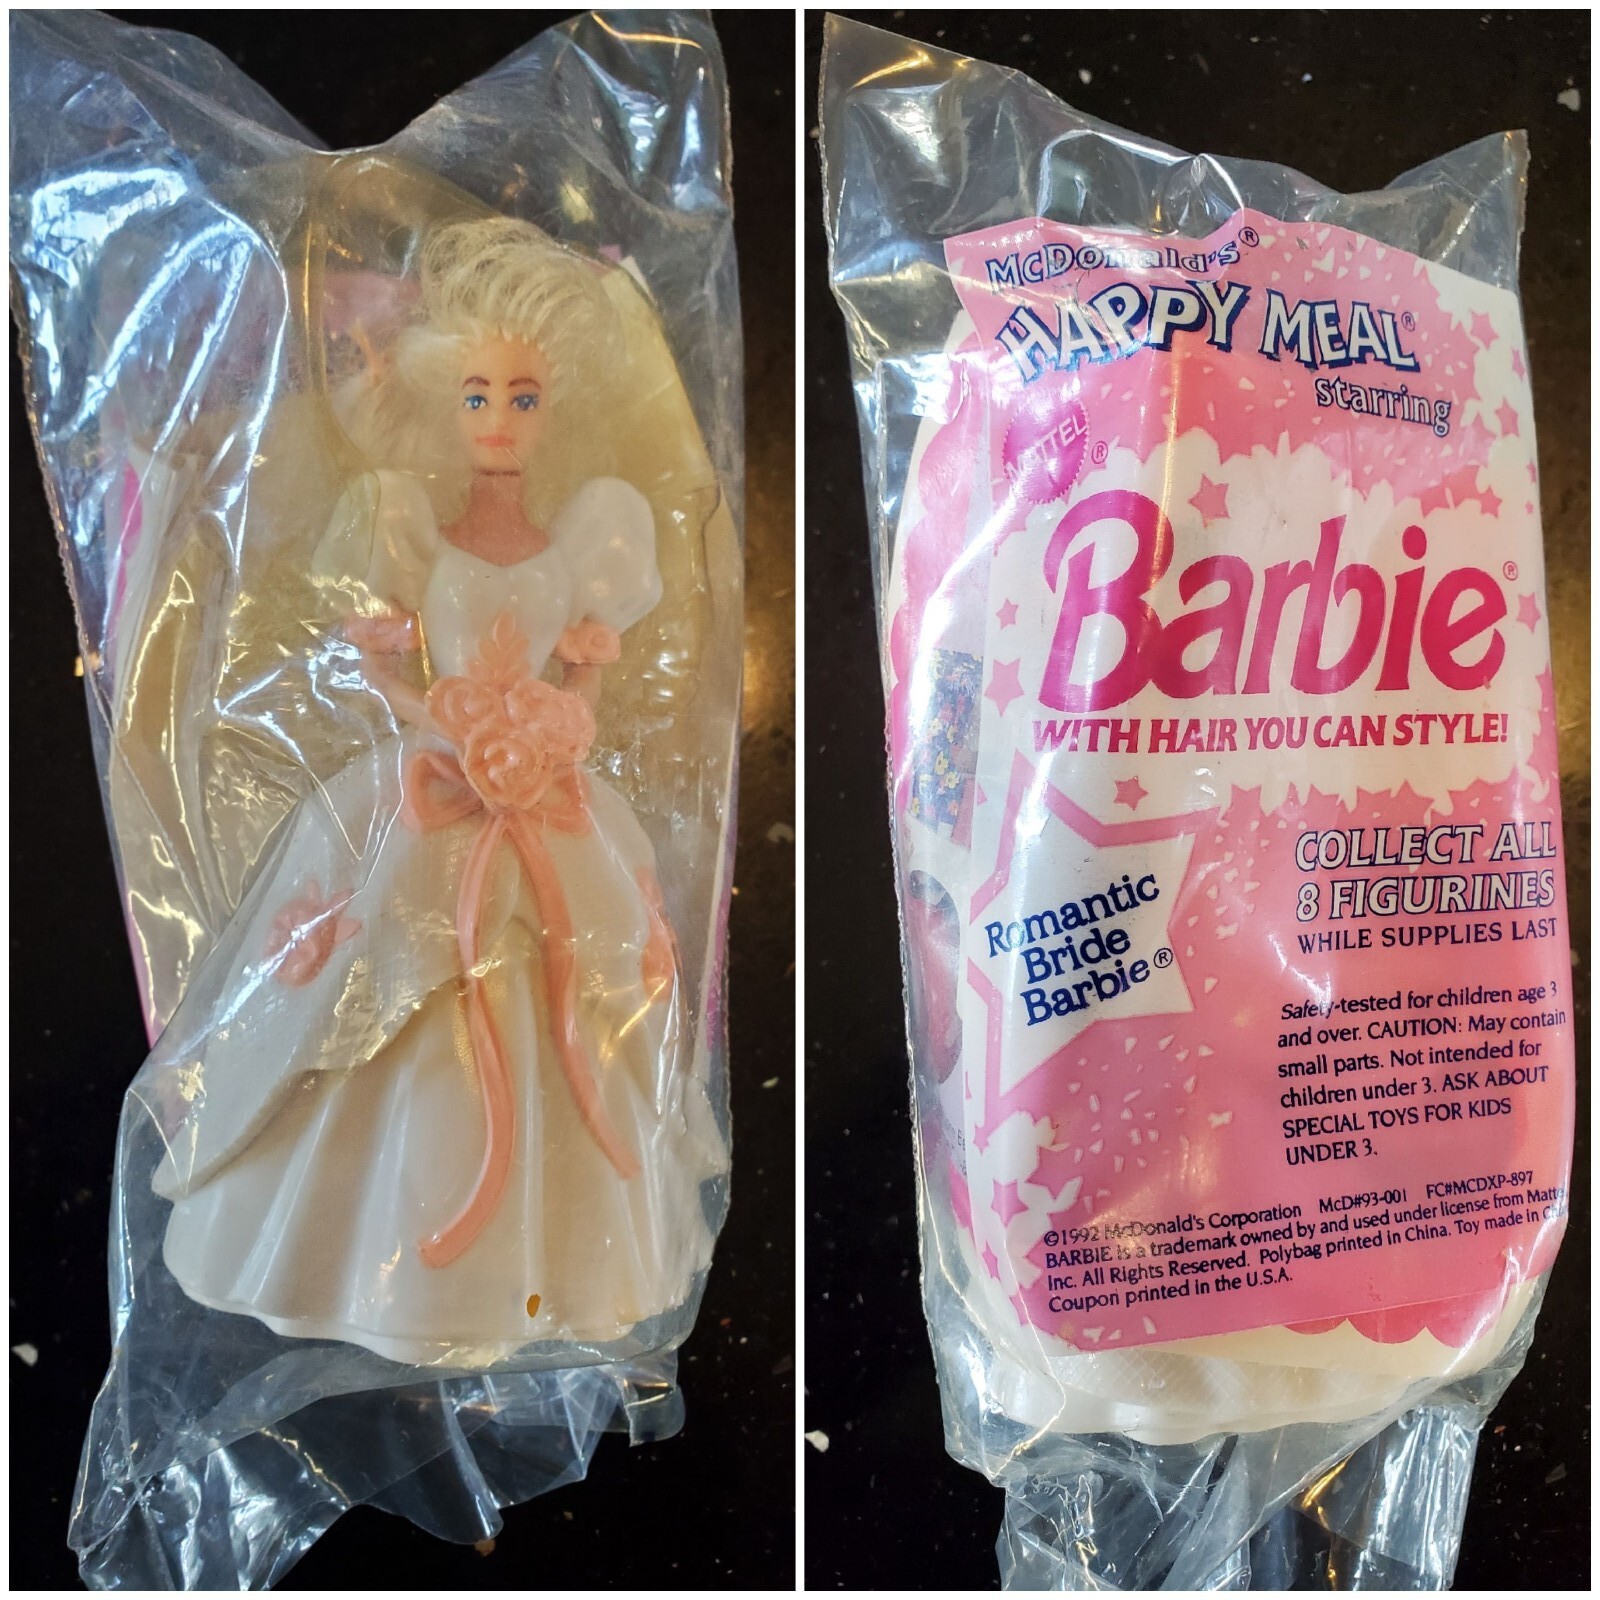 McDonald's®
HAPPY MEAL®
starring
MATTEL®
Barbie®
WITH HAIR YOU CAN STYLE!
COLLECT ALL
8 FIGURINES
WHILE SUPPLIES LAST
Romantic
Bride
Barbie®
Safety-tested for children age 3
and over. CAUTION: May contain
small parts. Not intended for
children under 3. ASK ABOUT
SPECIAL TOYS FOR KIDS
UNDER 3.
©1992 McDonald's Corporation McD#93-001 FC#MCDXP-897
BARBIE is a trademark owned by and used under license from Matte
Inc. All Rights Reserved. Polybag printed in China. Toy made in
Coupon printed in the U.S.A.